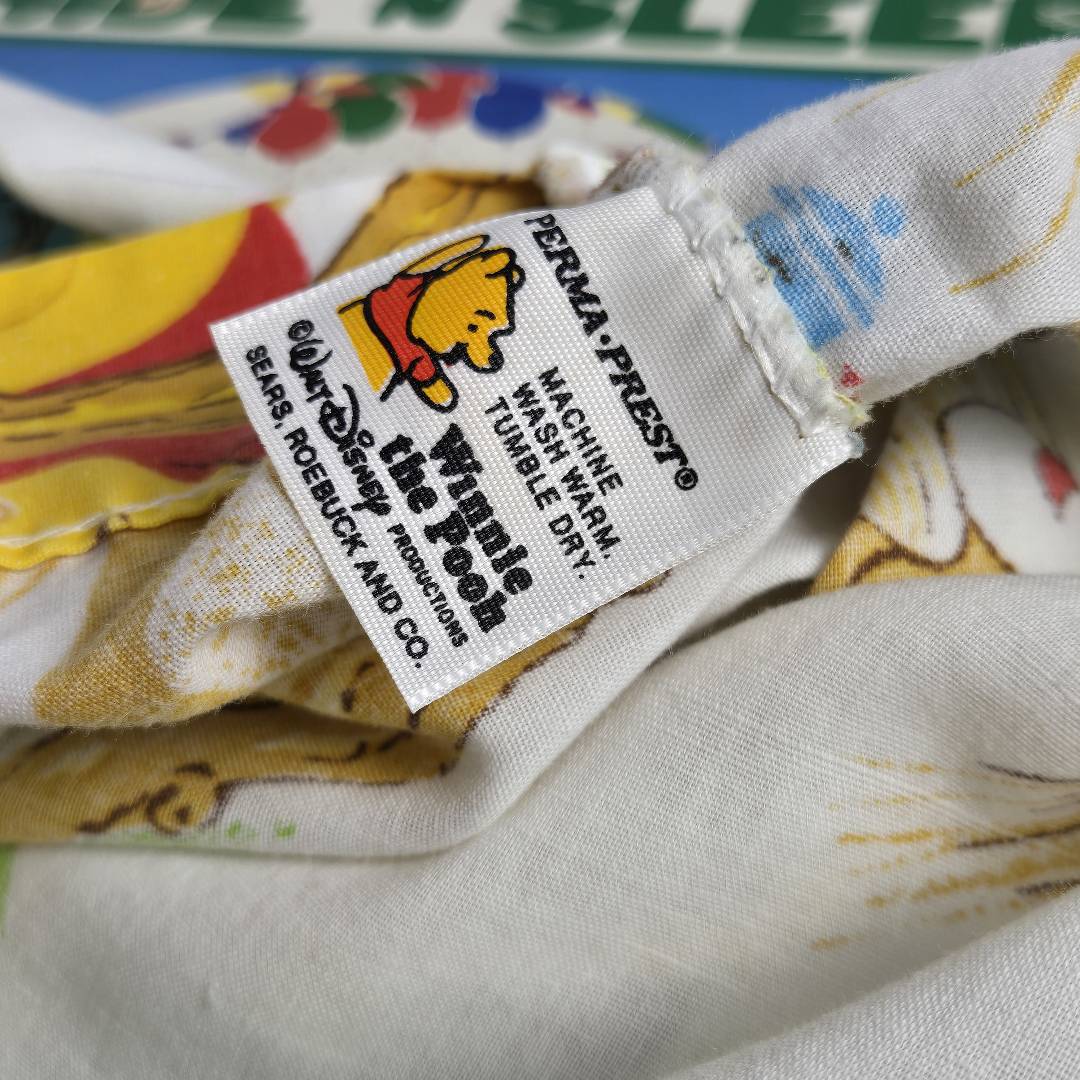 PERMA·PREST®
MACHINE
WASH WARM.
TUMBLE DRY.
Winnie
the Pooh
©Walt Disney PRODUCTIONS
SEARS, ROEBUCK AND CO.